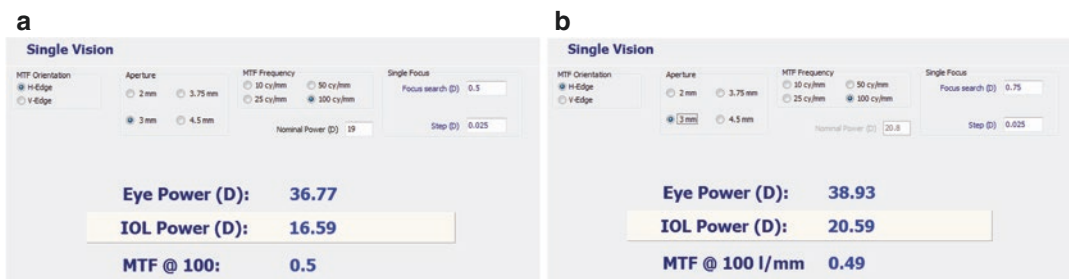 a
Single Vision
MTF Orientation
H-Edge
V-Edge
Aperture
2 mm 3.75 mm
3 mm 4.5 mm
MTF Frequency
10 cy/mm 50 cy/mm
25 cy/mm 100 cy/mm
Nominal Power (D) 19
Single Focus
Focus search (D) 0.5
Step (D) 0.025
Eye Power (D): 36.77
IOL Power (D): 16.59
MTF @ 100: 0.5
b
Single Vision
MTF Orientation
H-Edge
V-Edge
Aperture
2 mm 3.75 mm
3 mm 4.5 mm
MTF Frequency
10 cy/mm 50 cy/mm
25 cy/mm 100 cy/mm
Nominal Power (D) 20.8
Single Focus
Focus search (D) 0.75
Step (D) 0.025
Eye Power (D): 38.93
IOL Power (D): 20.59
MTF @ 100 l/mm 0.49